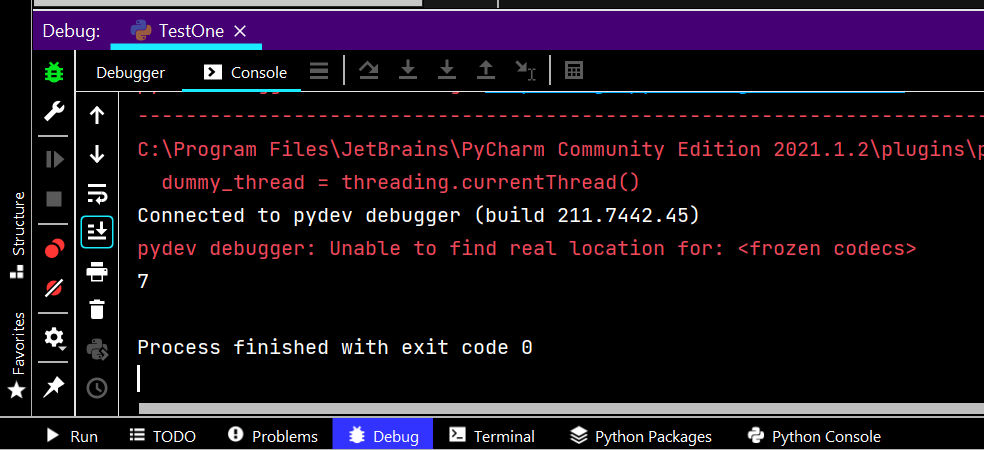 Debug: TestOne
Debugger Console
C:\Program Files\JetBrains\PyCharm Community Edition 2021.1.2\plugins\p
dummy_thread = threading.currentThread()
Connected to pydev debugger (build 211.7442.45)
pydev debugger: Unable to find real location for: <frozen codecs>
7
Process finished with exit code 0
Structure
Favorites
Run TODO Problems Debug Terminal Python Packages Python Console